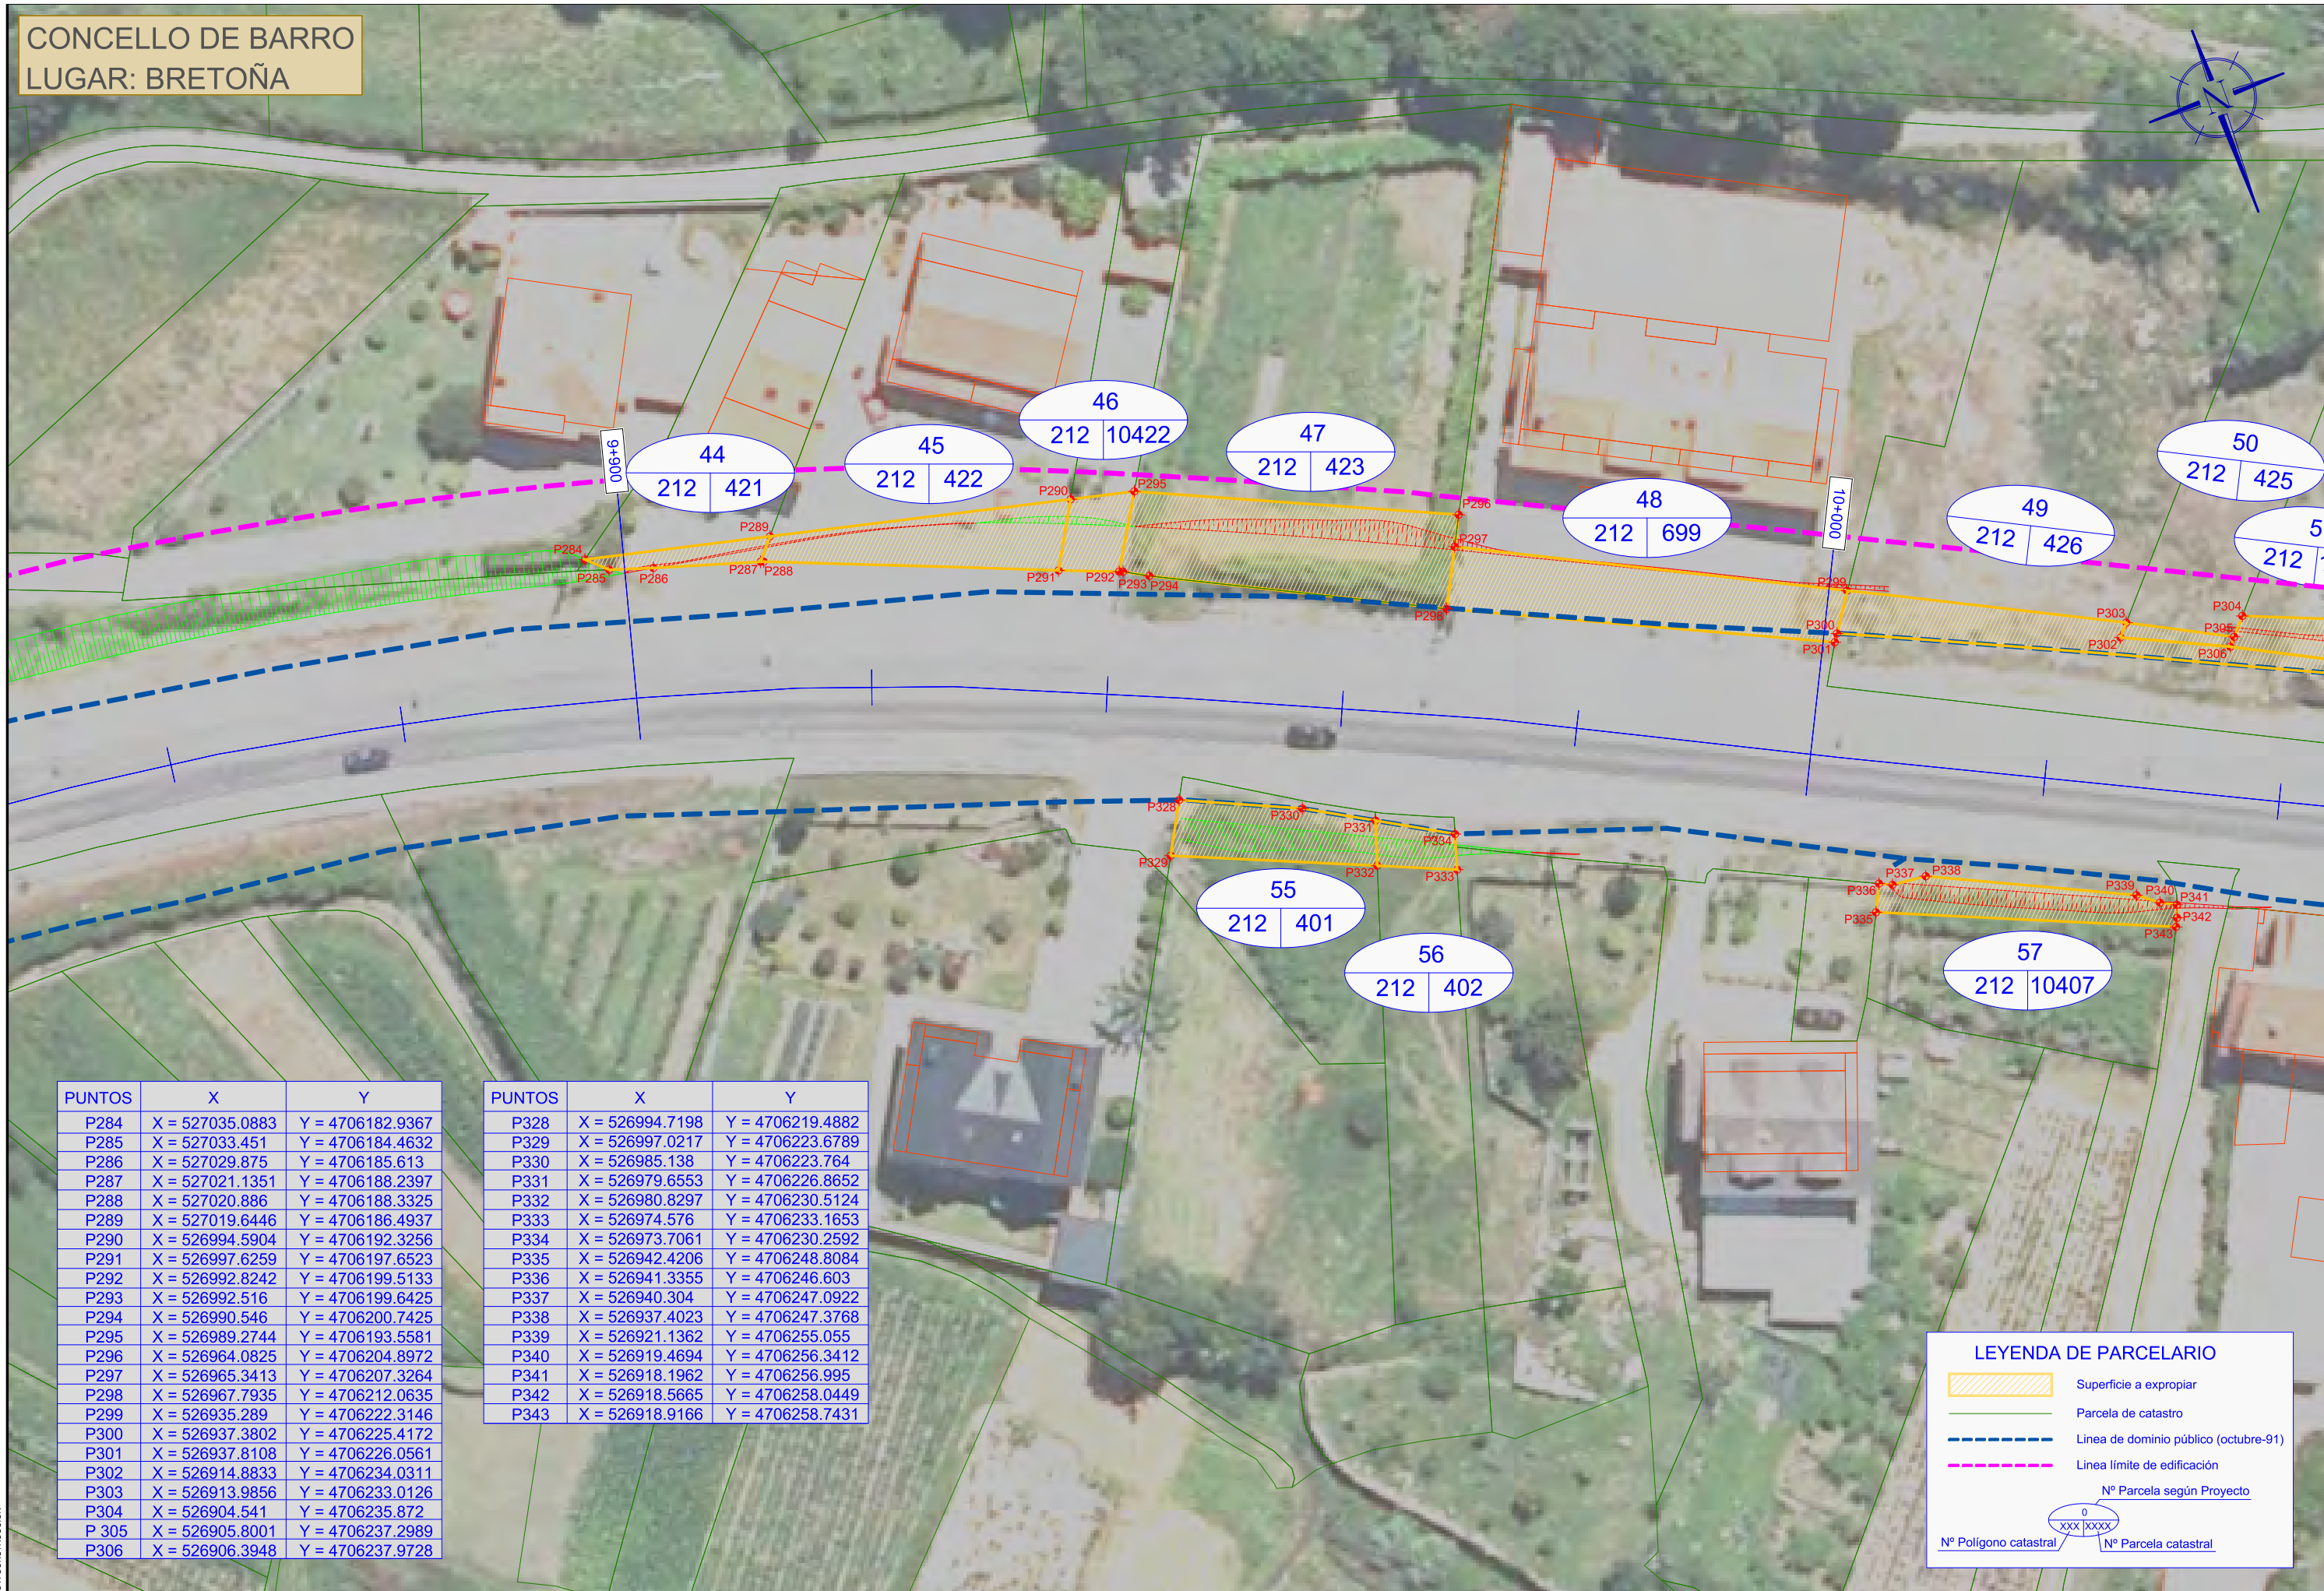 CONCELLO DE BARRO
LUGAR: BRETOÑA
N
9+900
10+000
44
212 421
45
212 422
46
212 10422
47
212 423
48
212 699
49
212 426
50
212 425
212
55
212 401
56
212 402
57
212 10407
P284
P285
P286
P287
P288
P289
P290
P291
P292
P293
P294
P295
P296
P297
P298
P299
P300
P301
P302
P303
P304
P305
P306
P328
P329
P330
P331
P332
P333
P334
P335
P336
P337
P338
P339
P340
P341
P342
P343
PUNTOS X Y
P284 X = 527035.0883 Y = 4706182.9367
P285 X = 527033.451 Y = 4706184.4632
P286 X = 527029.875 Y = 4706185.613
P287 X = 527021.1351 Y = 4706188.2397
P288 X = 527020.886 Y = 4706188.3325
P289 X = 527019.6446 Y = 4706186.4937
P290 X = 526994.5904 Y = 4706192.3256
P291 X = 526997.6259 Y = 4706197.6523
P292 X = 526992.8242 Y = 4706199.5133
P293 X = 526992.516 Y = 4706199.6425
P294 X = 526990.546 Y = 4706200.7425
P295 X = 526989.2744 Y = 4706193.5581
P296 X = 526964.0825 Y = 4706204.8972
P297 X = 526965.3413 Y = 4706207.3264
P298 X = 526967.7935 Y = 4706212.0635
P299 X = 526935.289 Y = 4706222.3146
P300 X = 526937.3802 Y = 4706225.4172
P301 X = 526937.8108 Y = 4706226.0561
P302 X = 526914.8833 Y = 4706234.0311
P303 X = 526913.9856 Y = 4706233.0126
P304 X = 526904.541 Y = 4706235.872
P 305 X = 526905.8001 Y = 4706237.2989
P306 X = 526906.3948 Y = 4706237.9728
PUNTOS X Y
P328 X = 526994.7198 Y = 4706219.4882
P329 X = 526997.0217 Y = 4706223.6789
P330 X = 526985.138 Y = 4706223.764
P331 X = 526979.6553 Y = 4706226.8652
P332 X = 526980.8297 Y = 4706230.5124
P333 X = 526974.576 Y = 4706233.1653
P334 X = 526973.7061 Y = 4706230.2592
P335 X = 526942.4206 Y = 4706248.8084
P336 X = 526941.3355 Y = 4706246.603
P337 X = 526940.304 Y = 4706247.0922
P338 X = 526937.4023 Y = 4706247.3768
P339 X = 526921.1362 Y = 4706255.055
P340 X = 526919.4694 Y = 4706256.3412
P341 X = 526918.1962 Y = 4706256.995
P342 X = 526918.5665 Y = 4706258.0449
P343 X = 526918.9166 Y = 4706258.7431
LEYENDA DE PARCELARIO
Superficie a expropiar
Parcela de catastro
Linea de dominio público (octubre-91)
Linea límite de edificación
Nº Parcela según Proyecto
0
XXX XXXX
Nº Polígono catastral
Nº Parcela catastral